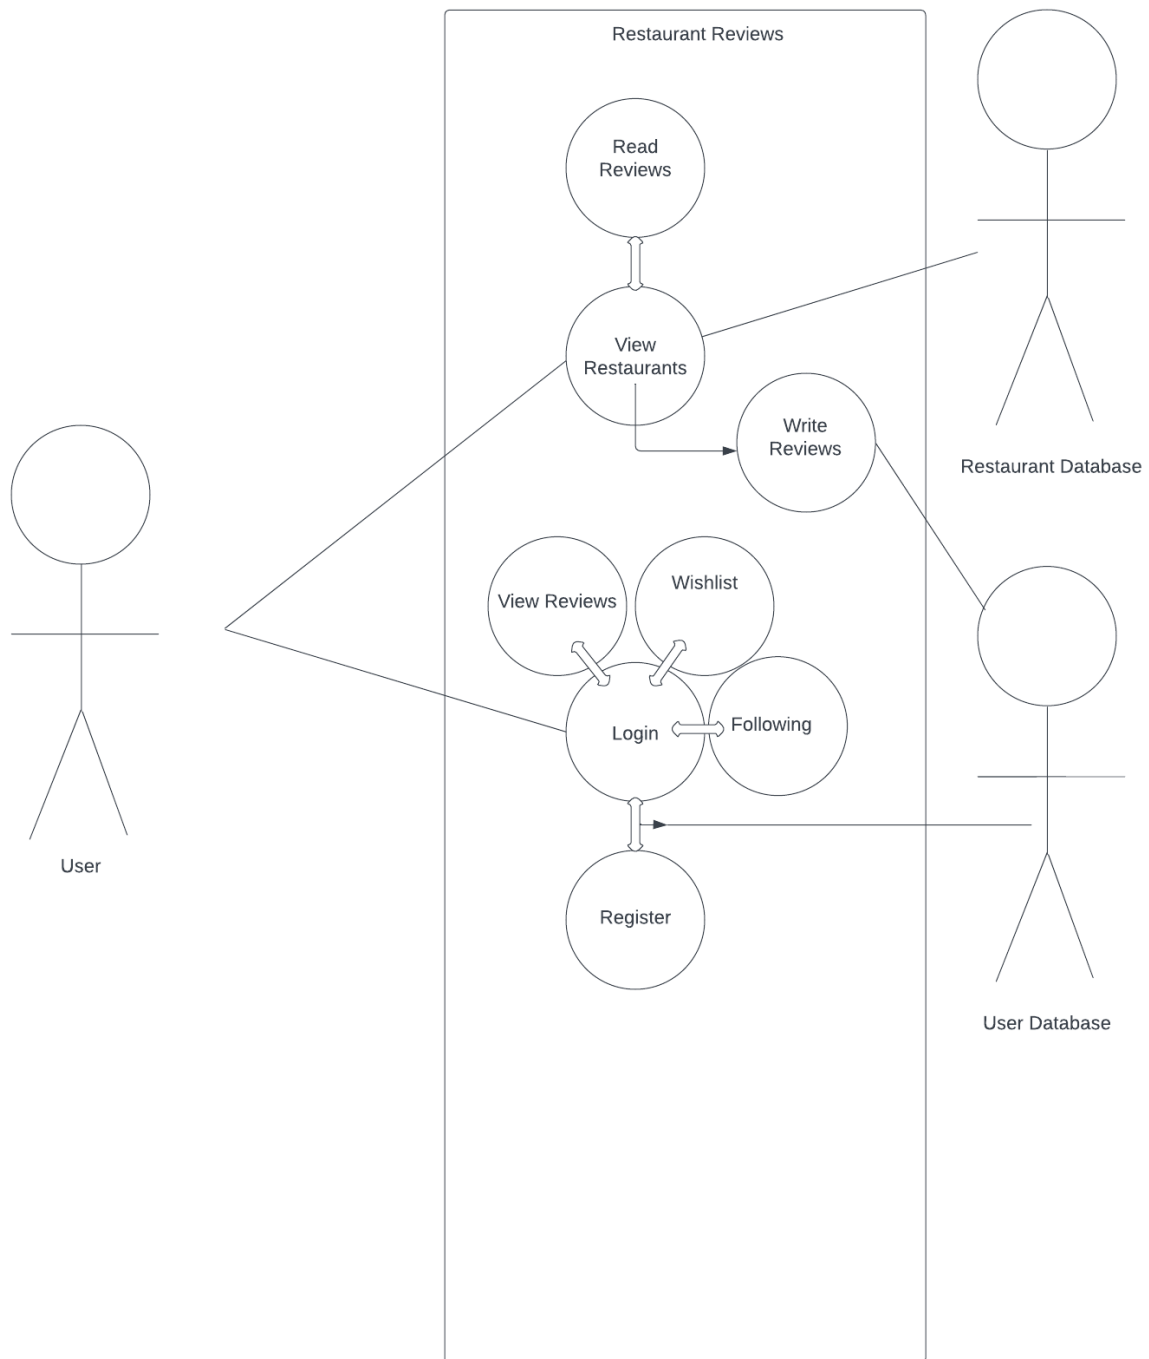 Restaurant Reviews
Read
Reviews
View
Restaurants
Write
Reviews
Restaurant Database
View Reviews
Wishlist
Login
Following
User
Register
User Database